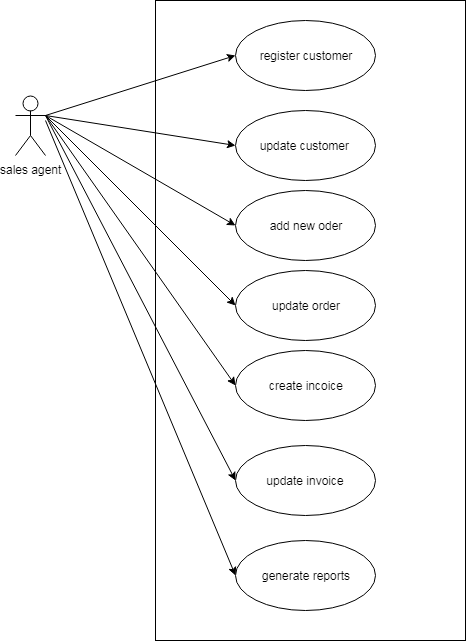 register customer
sales agent
update customer
add new oder
update order
create incoice
update invoice
generate reports